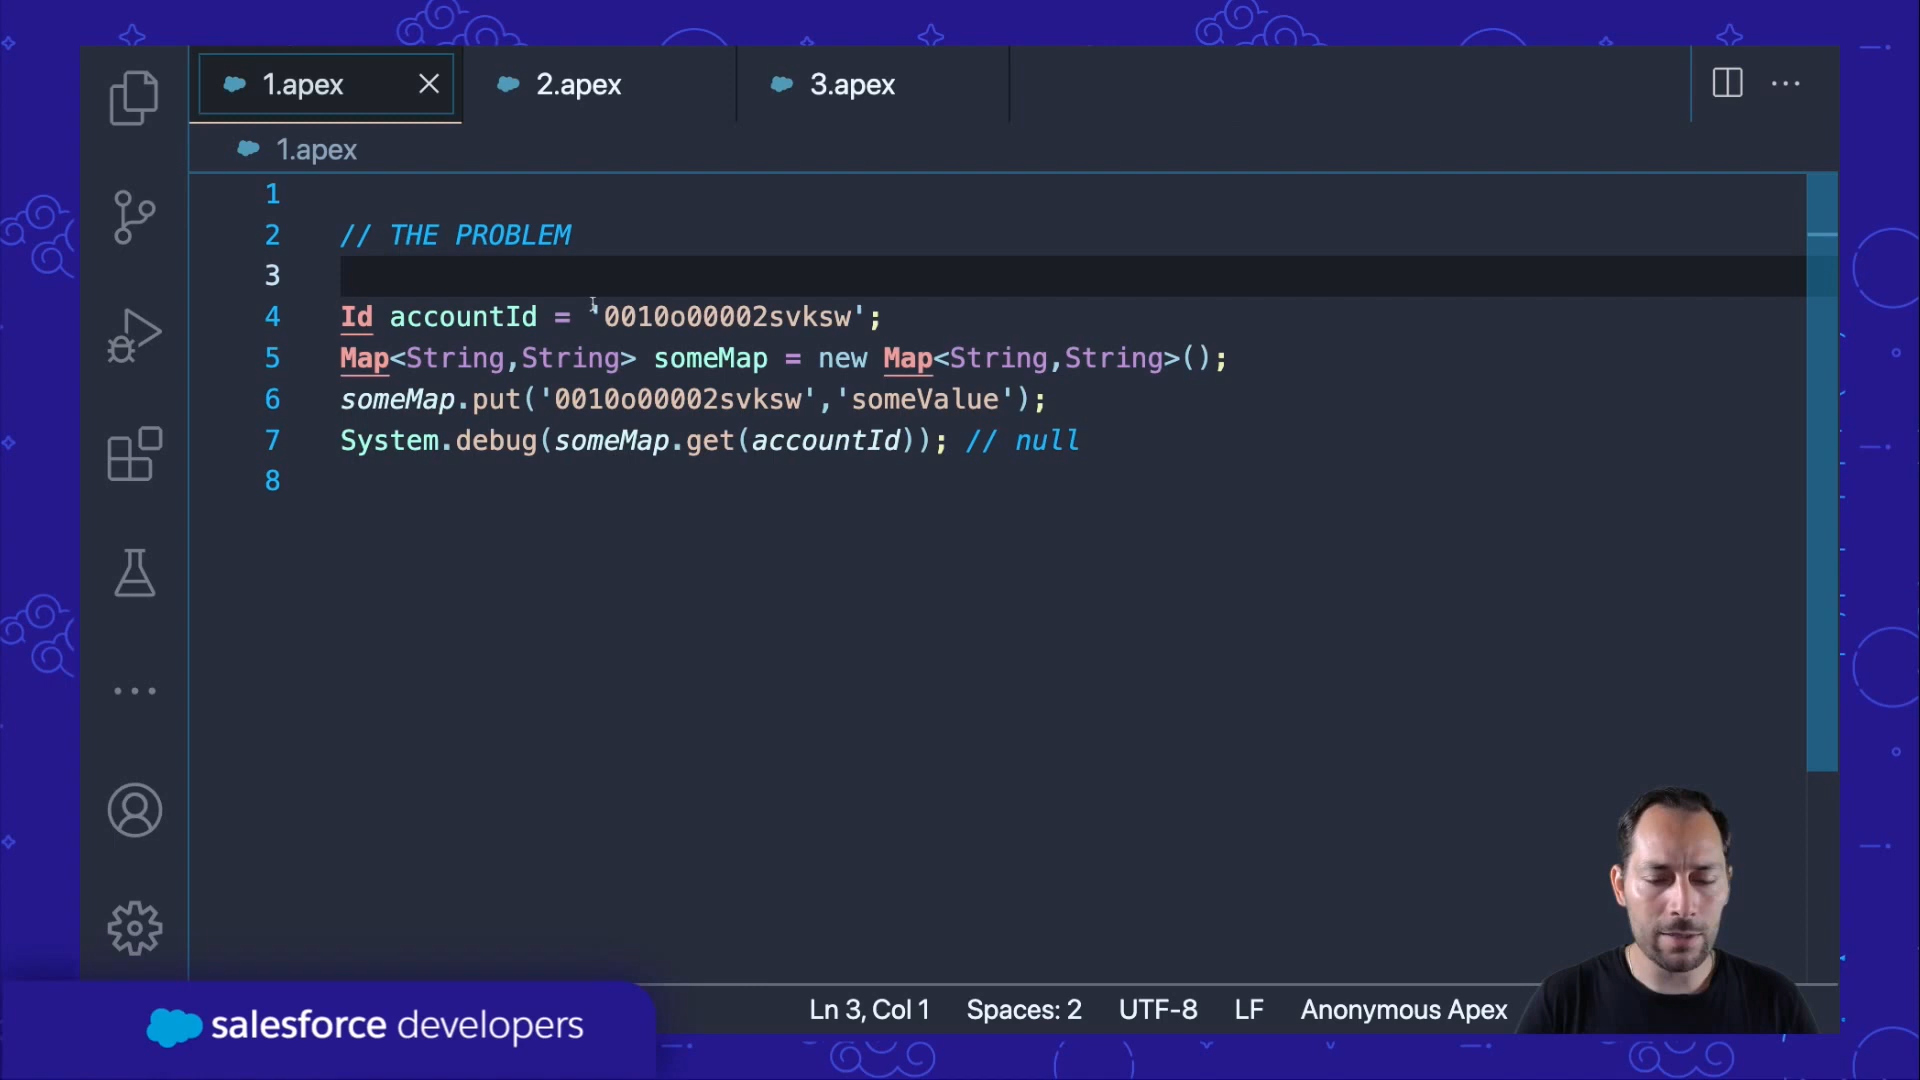 1.apex
2.apex
3.apex
1.apex
1
2 // THE PROBLEM
3
4 Id accountId = '0010o00002svksw';
5 Map<String,String> someMap = new Map<String,String>();
6 someMap.put('0010o00002svksw','someValue');
7 System.debug(someMap.get(accountId)); // null
8
Ln 3, Col 1 Spaces: 2 UTF-8 LF Anonymous Apex
salesforce developers